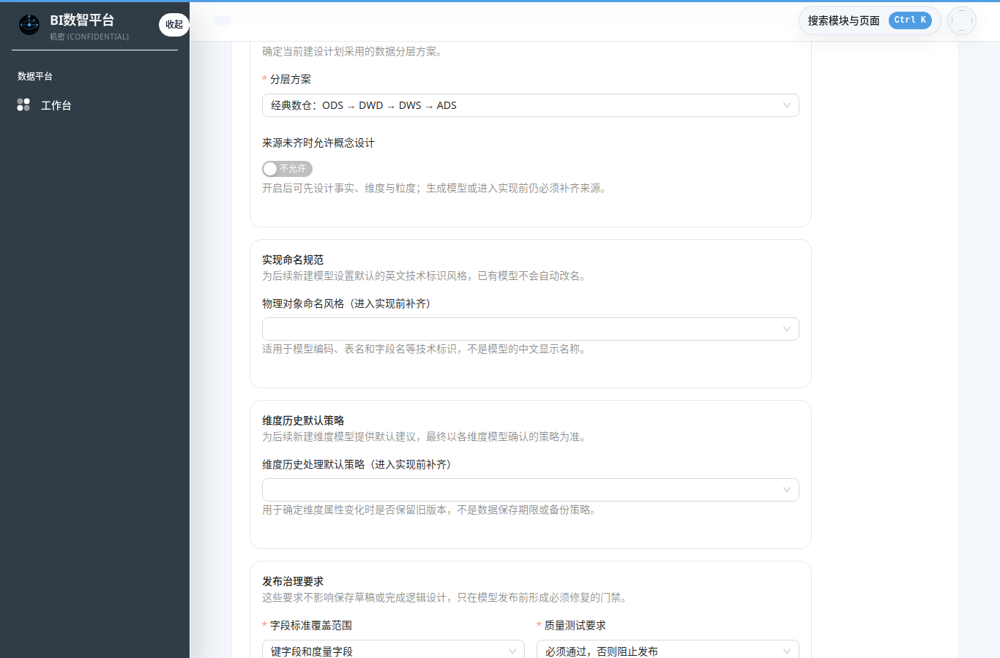 BI数智平台
机密 (CONFIDENTIAL)
收起
数据平台
工作台
搜索模块与页面 Ctrl K
确定当前建设计划采用的数据分层方案。
* 分层方案
经典数仓：ODS → DWD → DWS → ADS
来源未齐时允许概念设计
不允许
开启后可先设计事实、维度与粒度；生成模型或进入实现前仍必须补齐来源。
实现命名规范
为后续新建模型设置默认的英文技术标识风格，已有模型不会自动改名。
物理对象命名风格（进入实现前补齐）
适用于模型编码、表名和字段名等技术标识，不是模型的中文显示名称。
维度历史默认策略
为后续新建维度模型提供默认建议，最终以各维度模型确认的策略为准。
维度历史处理默认策略（进入实现前补齐）
用于确定维度属性变化时是否保留旧版本，不是数据保存期限或备份策略。
发布治理要求
这些要求不影响保存草稿或完成逻辑设计，只在模型发布前形成必须修复的门禁。
* 字段标准覆盖范围
键字段和度量字段
* 质量测试要求
必须通过，否则阻止发布